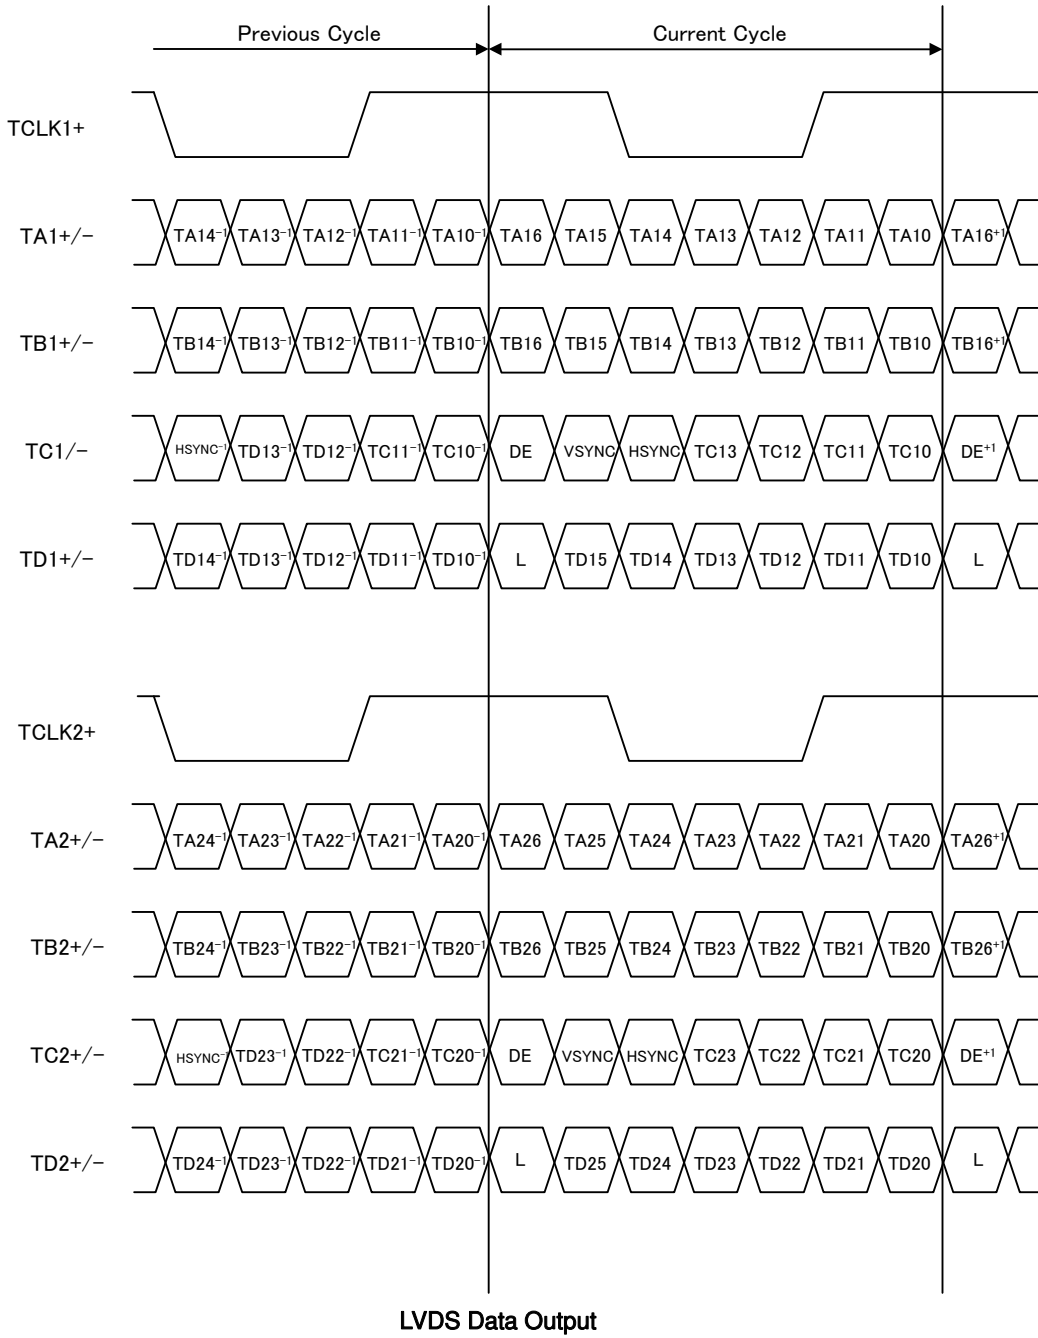 Previous Cycle Current Cycle
TCLK1+
TA1+/- TA14⁻¹ TA13⁻¹ TA12⁻¹ TA11⁻¹ TA10⁻¹ TA16 TA15 TA14 TA13 TA12 TA11 TA10 TA16⁺¹
TB1+/- TB14⁻¹ TB13⁻¹ TB12⁻¹ TB11⁻¹ TB10⁻¹ TB16 TB15 TB14 TB13 TB12 TB11 TB10 TB16⁺¹
TC1/- HSYNC⁻¹ TD13⁻¹ TD12⁻¹ TC11⁻¹ TC10⁻¹ DE VSYNC HSYNC TC13 TC12 TC11 TC10 DE⁺¹
TD1+/- TD14⁻¹ TD13⁻¹ TD12⁻¹ TD11⁻¹ TD10⁻¹ L TD15 TD14 TD13 TD12 TD11 TD10 L
TCLK2+
TA2+/- TA24⁻¹ TA23⁻¹ TA22⁻¹ TA21⁻¹ TA20⁻¹ TA26 TA25 TA24 TA23 TA22 TA21 TA20 TA26⁺¹
TB2+/- TB24⁻¹ TB23⁻¹ TB22⁻¹ TB21⁻¹ TB20⁻¹ TB26 TB25 TB24 TB23 TB22 TB21 TB20 TB26⁺¹
TC2+/- HSYNC⁻¹ TD23⁻¹ TD22⁻¹ TC21⁻¹ TC20⁻¹ DE VSYNC HSYNC TC23 TC22 TC21 TC20 DE⁺¹
TD2+/- TD24⁻¹ TD23⁻¹ TD22⁻¹ TD21⁻¹ TD20⁻¹ L TD25 TD24 TD23 TD22 TD21 TD20 L
LVDS Data Output